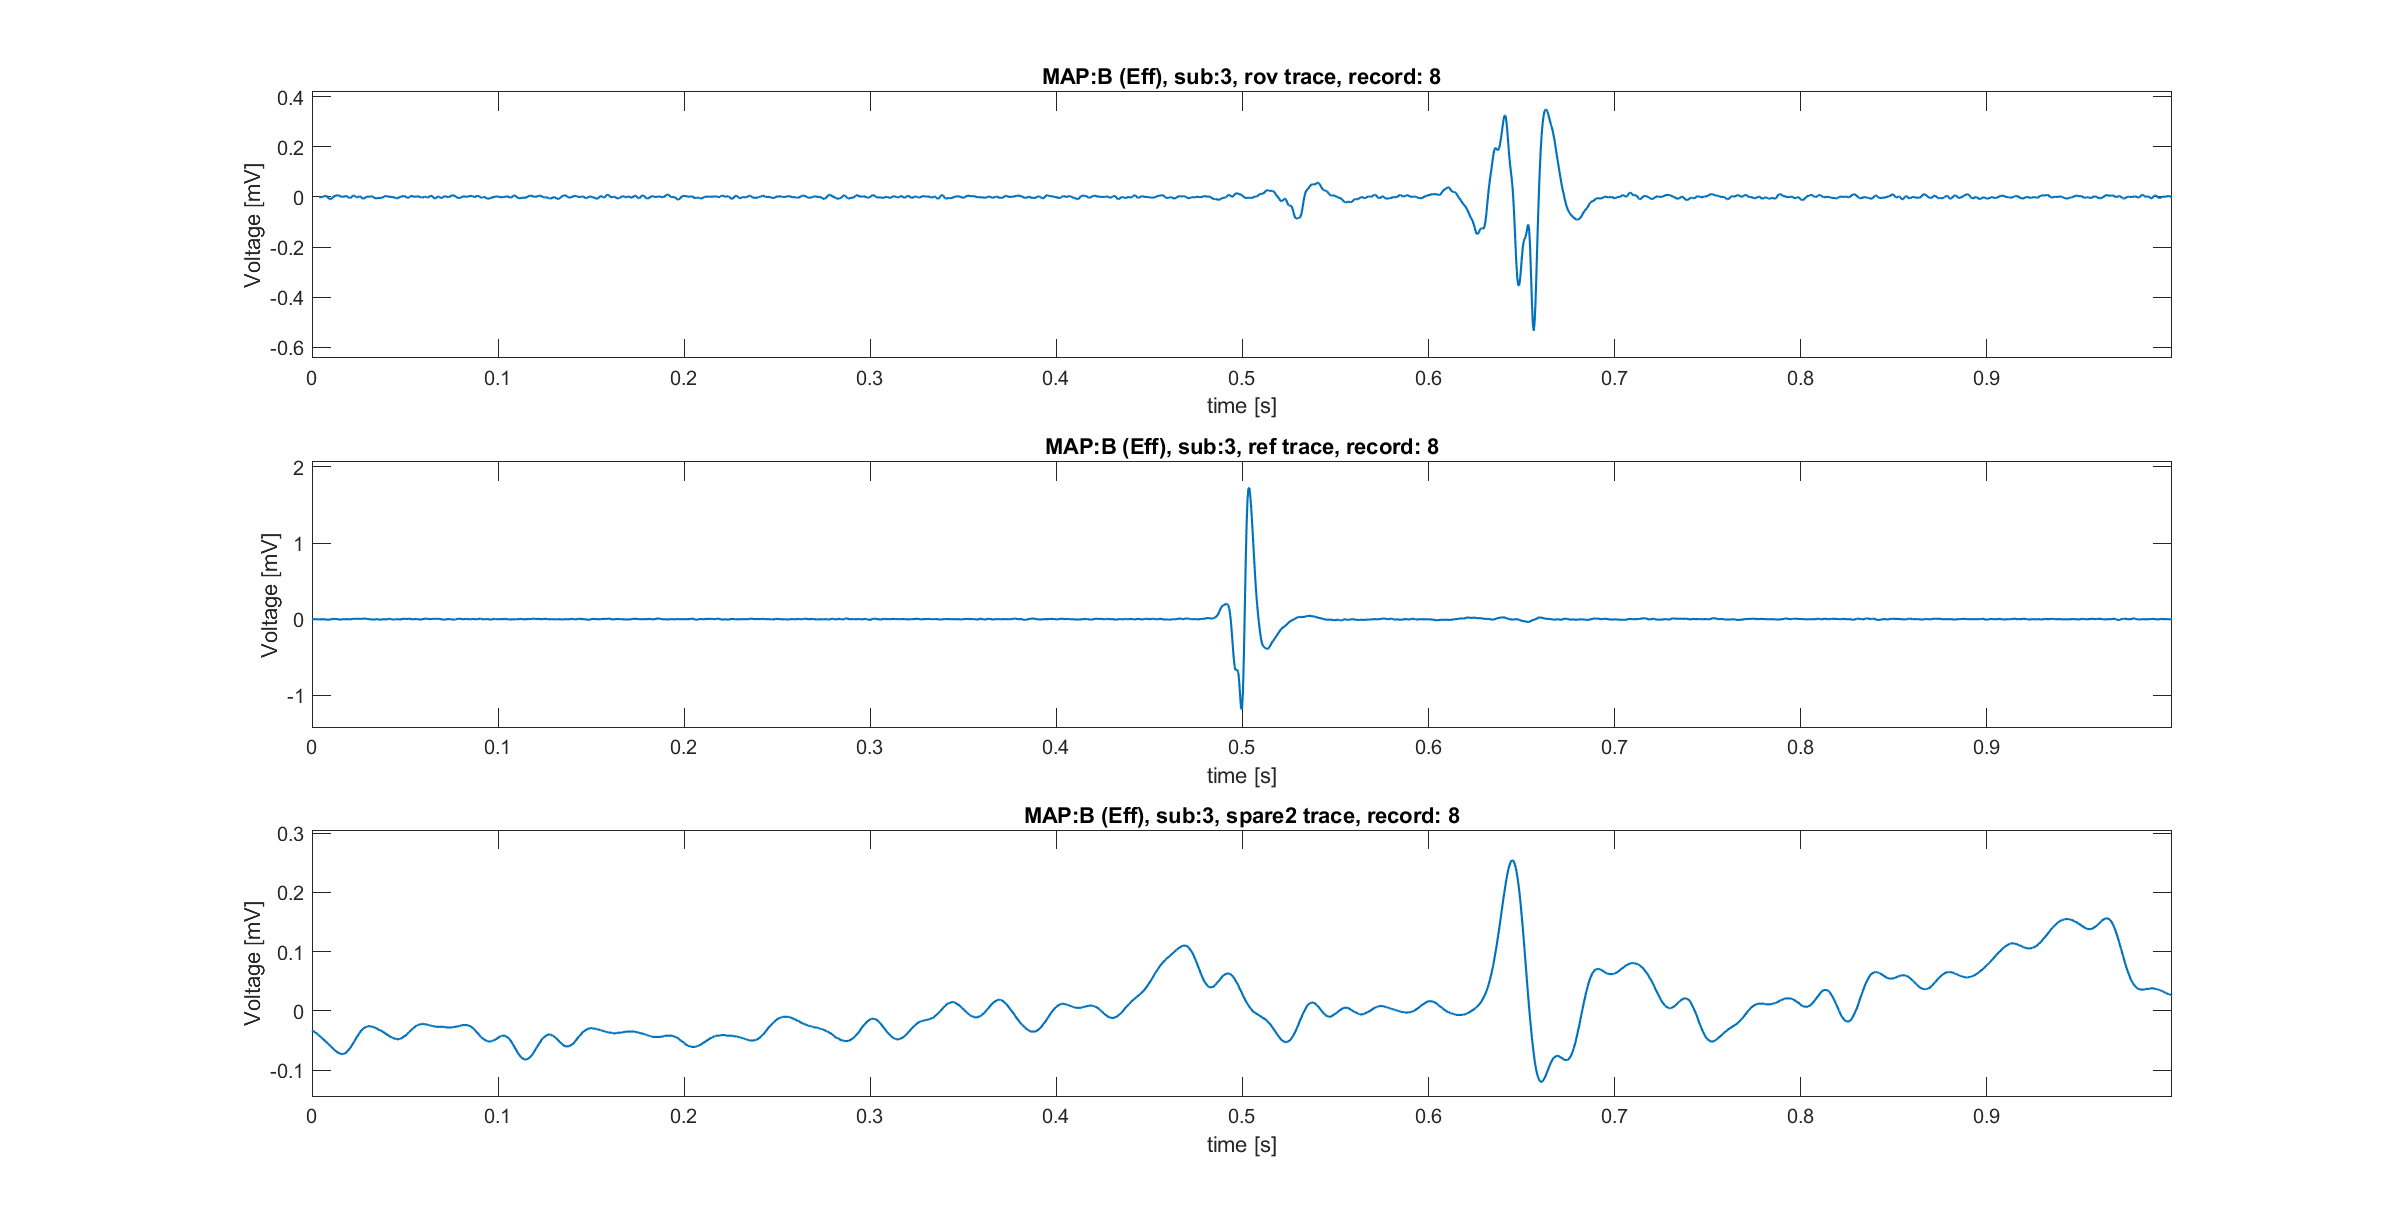 MAP:B (Eff), sub:3, rov trace, record: 8
0.4
0.2
0
-0.2
-0.4
-0.6
Voltage [mV]
0 0.1 0.2 0.3 0.4 0.5 0.6 0.7 0.8 0.9
time [s]
MAP:B (Eff), sub:3, ref trace, record: 8
2
1
0
-1
Voltage [mV]
0 0.1 0.2 0.3 0.4 0.5 0.6 0.7 0.8 0.9
time [s]
MAP:B (Eff), sub:3, spare2 trace, record: 8
0.3
0.2
0.1
0
-0.1
Voltage [mV]
0 0.1 0.2 0.3 0.4 0.5 0.6 0.7 0.8 0.9
time [s]